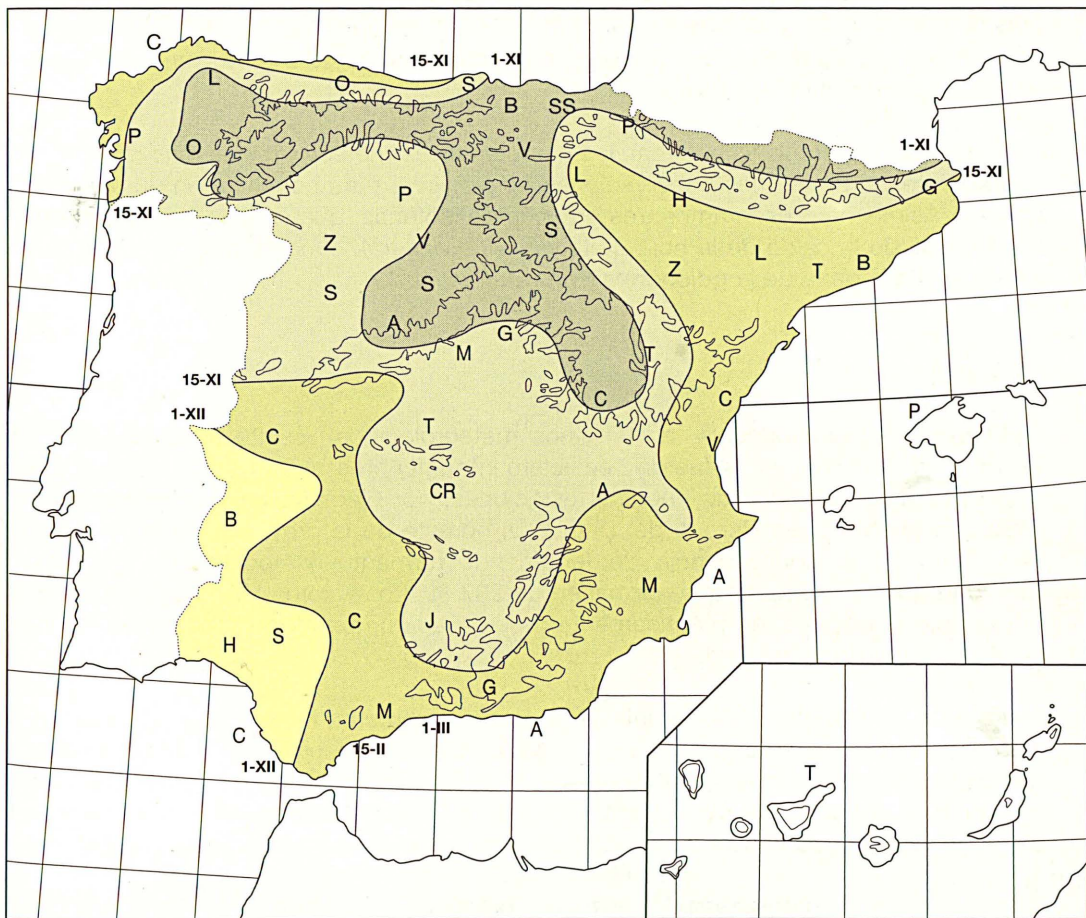 C 15-XI 1-XI
L O S
B SS
P P
O V 1-XI
L 15-XI
15-XI P H G
Z V S
Z L T B
S S
A G
M T
15-XI
1-XII C C P
C T
V
CR A
B
M A
C J
H S
G
M
C 15-II 1-III A
1-XII
T